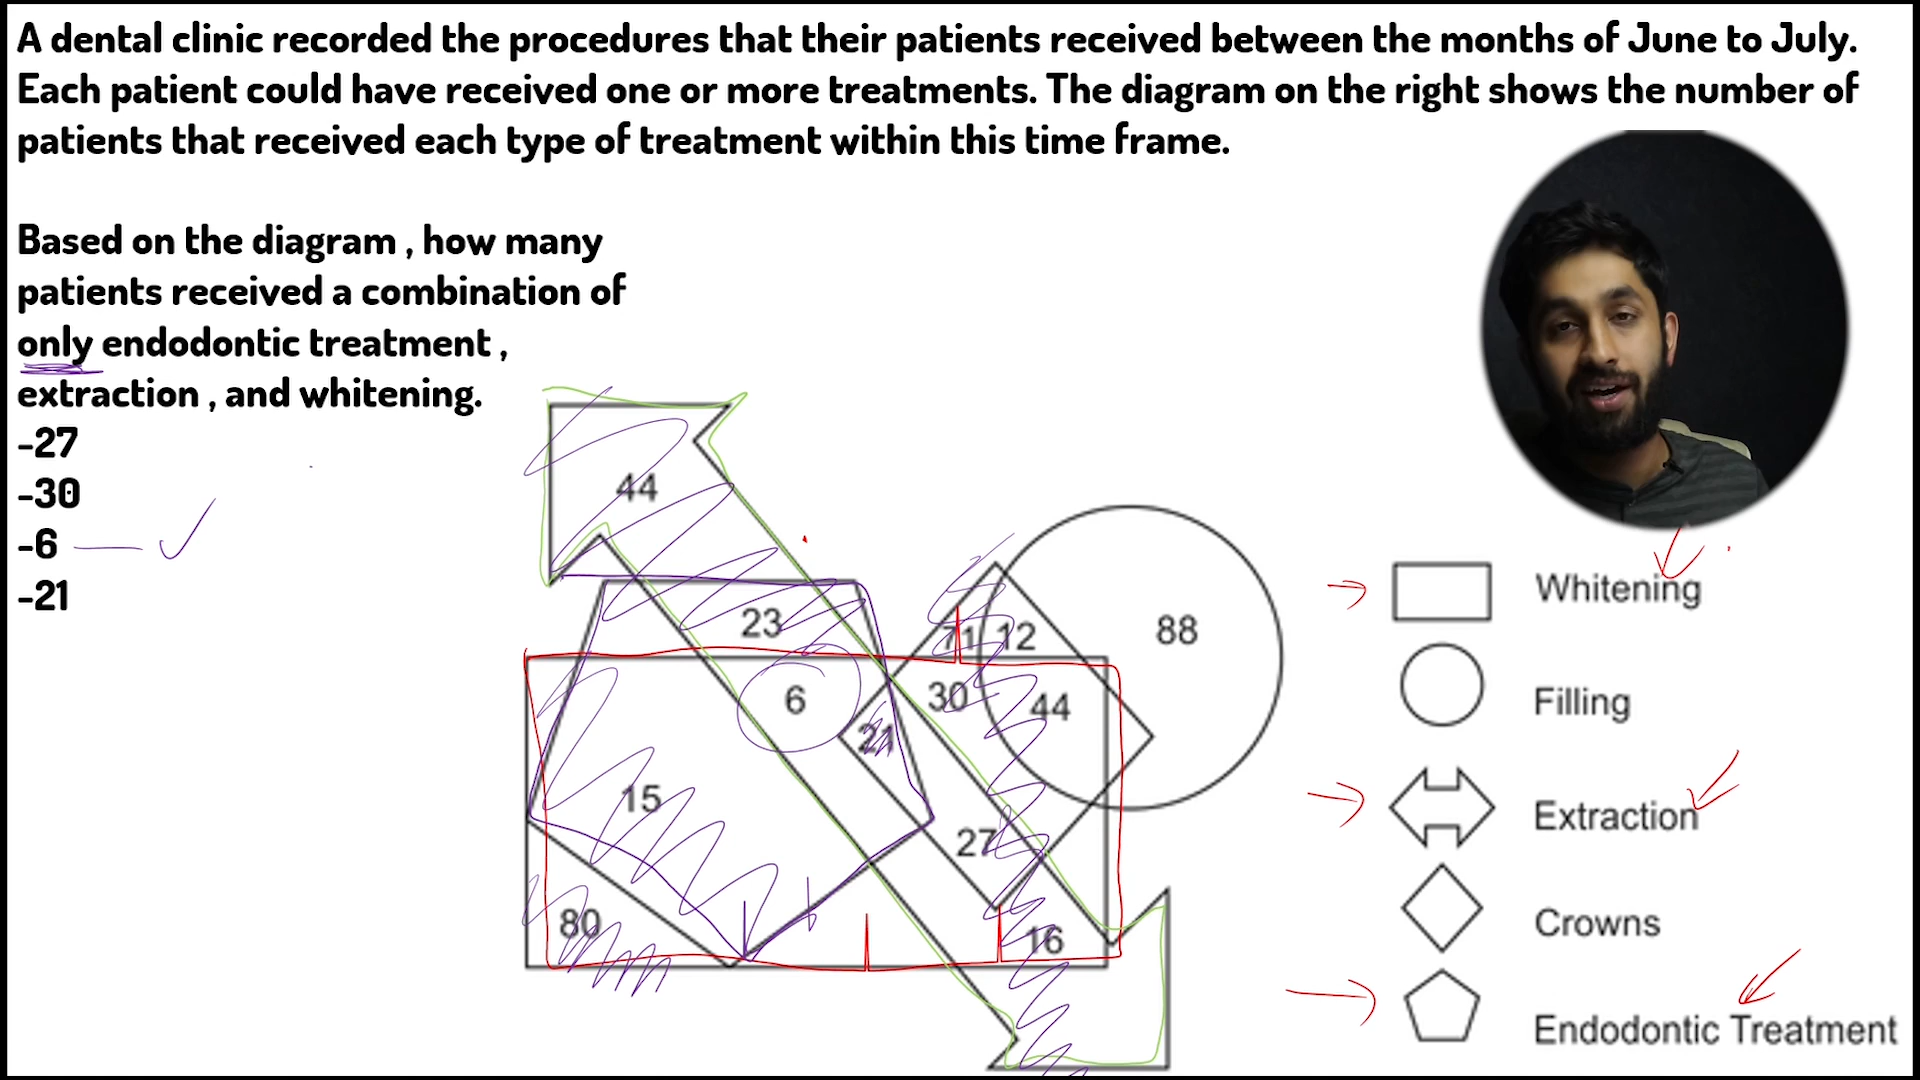 A dental clinic recorded the procedures that their patients received between the months of June to July.
Each patient could have received one or more treatments. The diagram on the right shows the number of
patients that received each type of treatment within this time frame.
Based on the diagram , how many
patients received a combination of
only endodontic treatment ,
extraction , and whitening.
-27
-30
-6
-21
44
23
71 12
88
6
30
44
21
15
27
80
16
Whitening
Filling
Extraction
Crowns
Endodontic Treatment